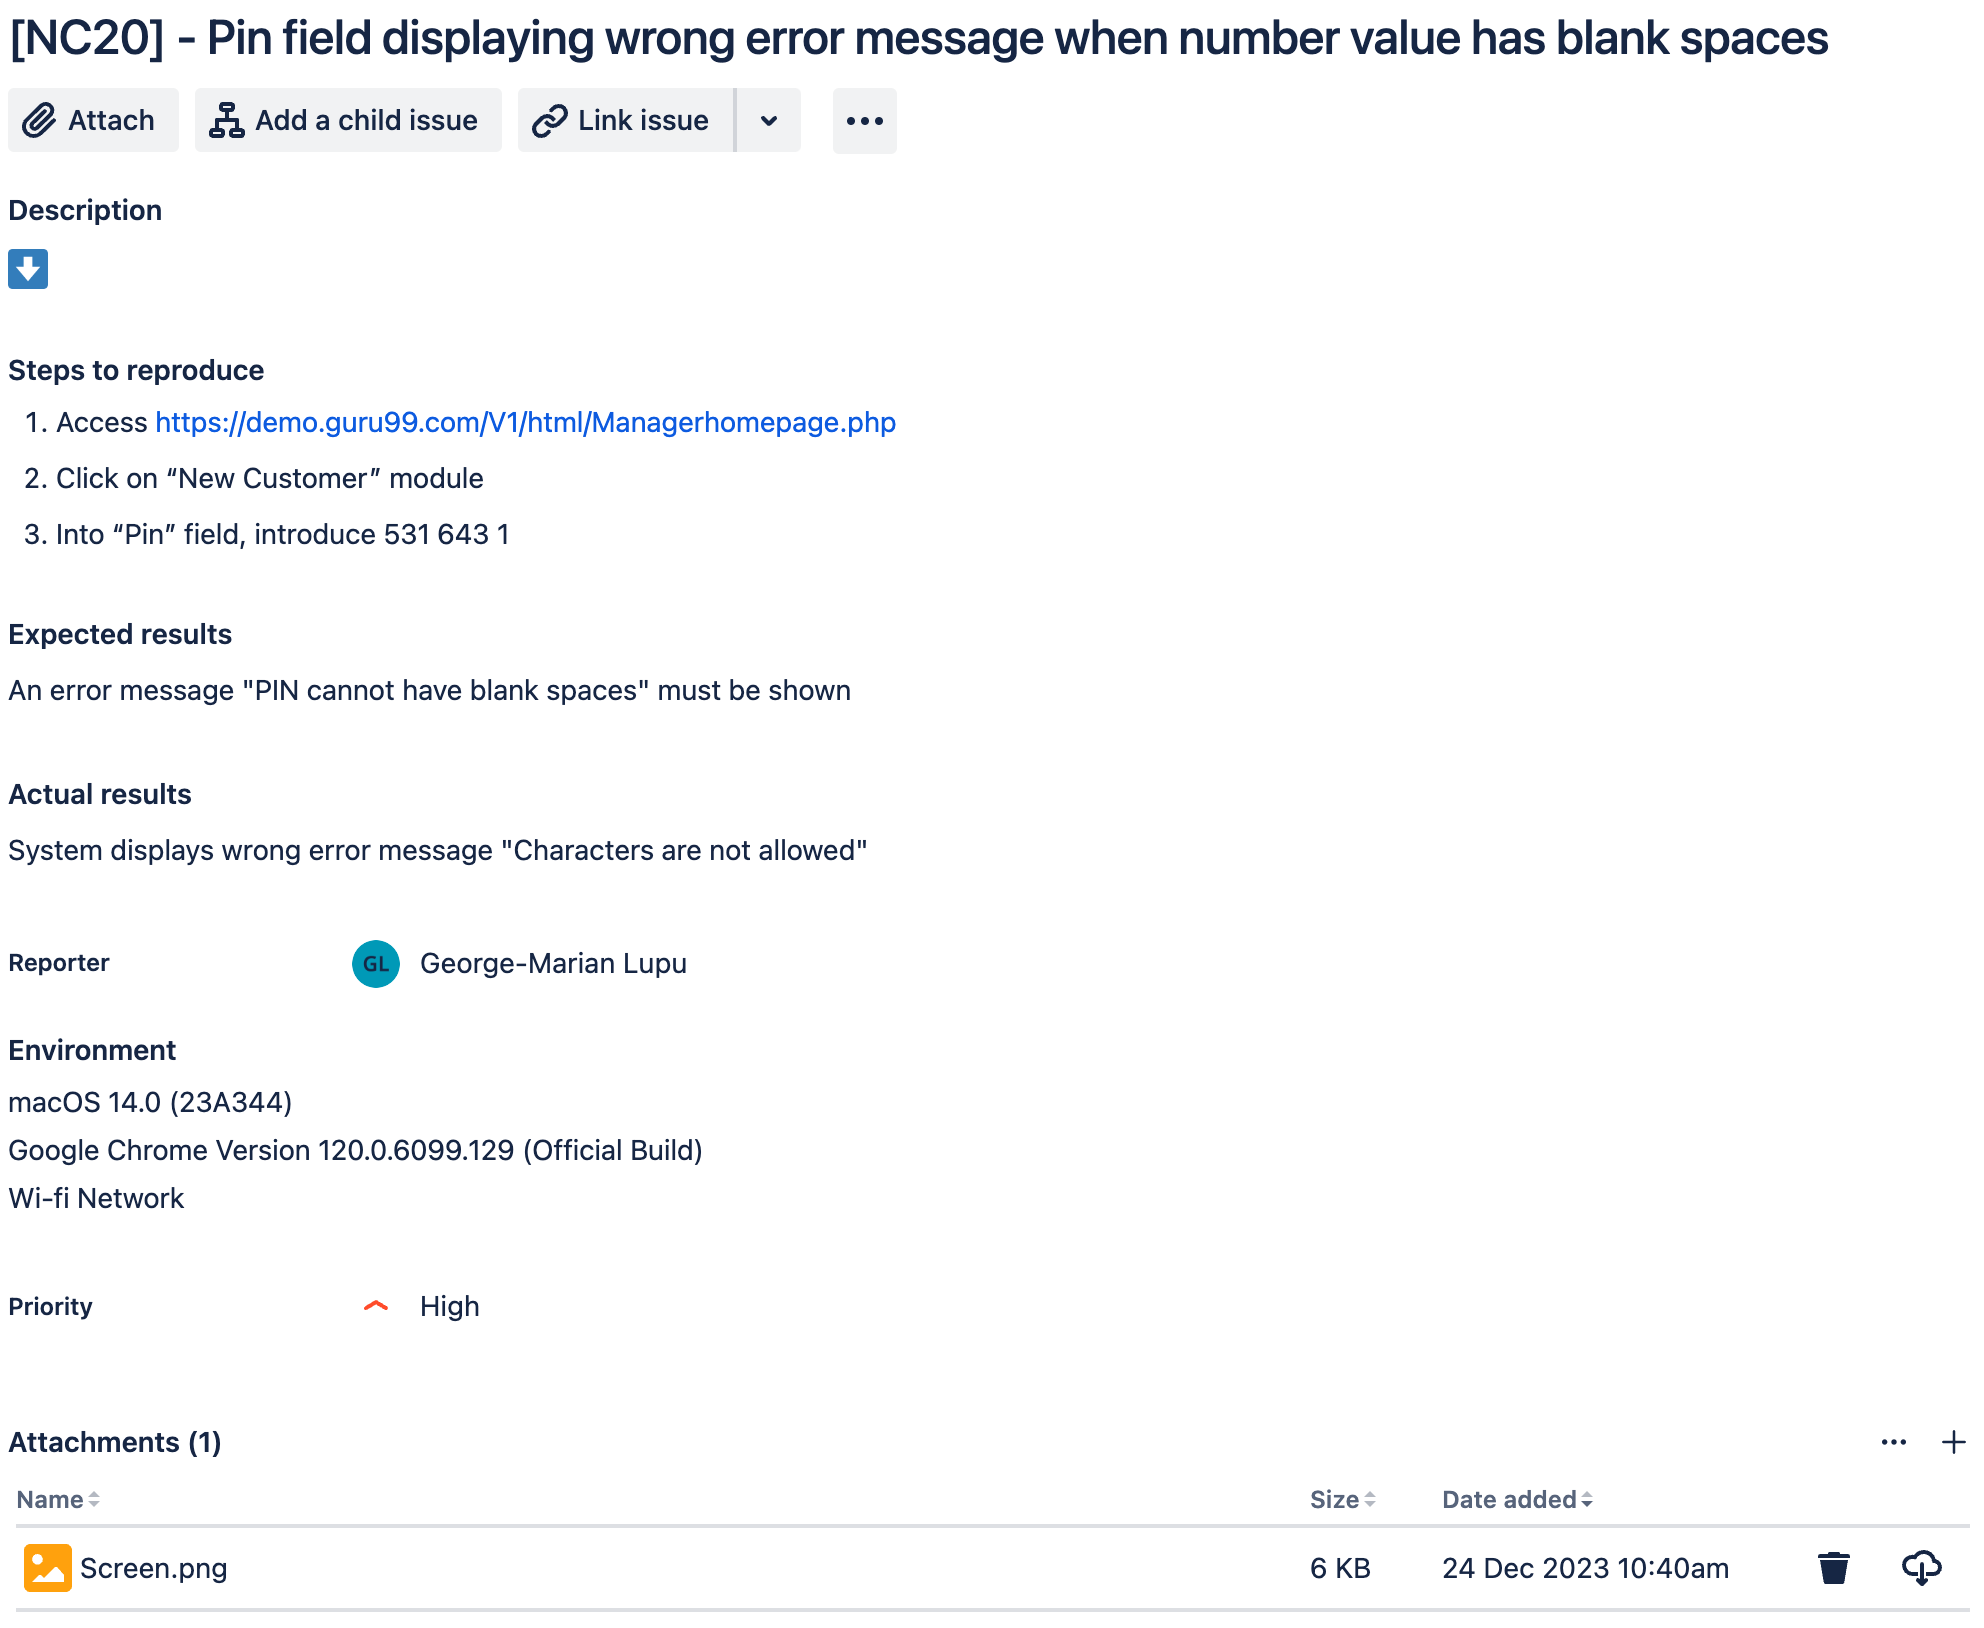 [NC20] - Pin field displaying wrong error message when number value has blank spaces
Attach
Add a child issue
Link issue
Description
Steps to reproduce
1. Access https://demo.guru99.com/V1/html/Managerhomepage.php
2. Click on “New Customer” module
3. Into “Pin” field, introduce 531 643 1
Expected results
An error message "PIN cannot have blank spaces" must be shown
Actual results
System displays wrong error message "Characters are not allowed"
Reporter GL George-Marian Lupu
Environment
macOS 14.0 (23A344)
Google Chrome Version 120.0.6099.129 (Official Build)
Wi-fi Network
Priority High
Attachments (1)
Name Size Date added
Screen.png 6 KB 24 Dec 2023 10:40am